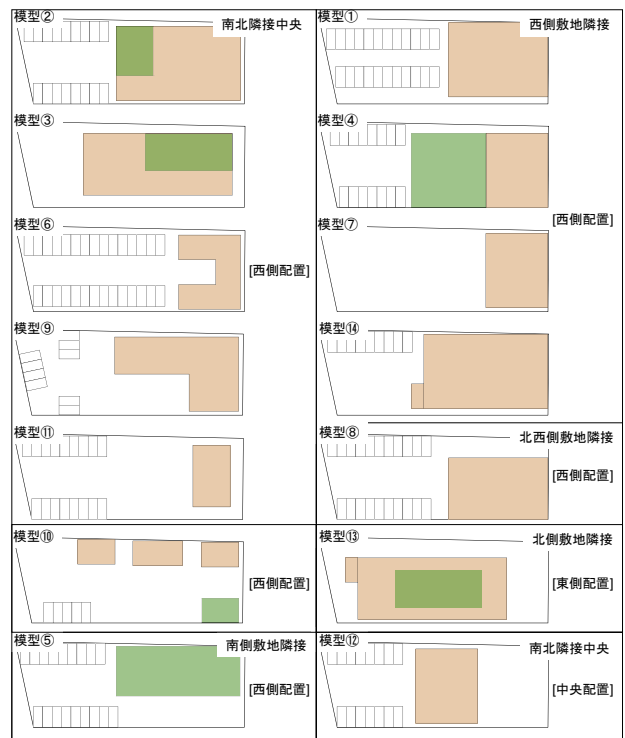 模型② 南北隣接中央
模型① 西側敷地隣接
模型③
模型④
[西側配置]
模型⑥
[西側配置]
模型⑦
模型⑨
模型⑭
模型⑪
模型⑧ 北西側敷地隣接
[西側配置]
模型⑩
[西側配置]
模型⑬ 北側敷地隣接
[東側配置]
模型⑤ 南側敷地隣接
[西側配置]
模型⑫ 南北隣接中央
[中央配置]